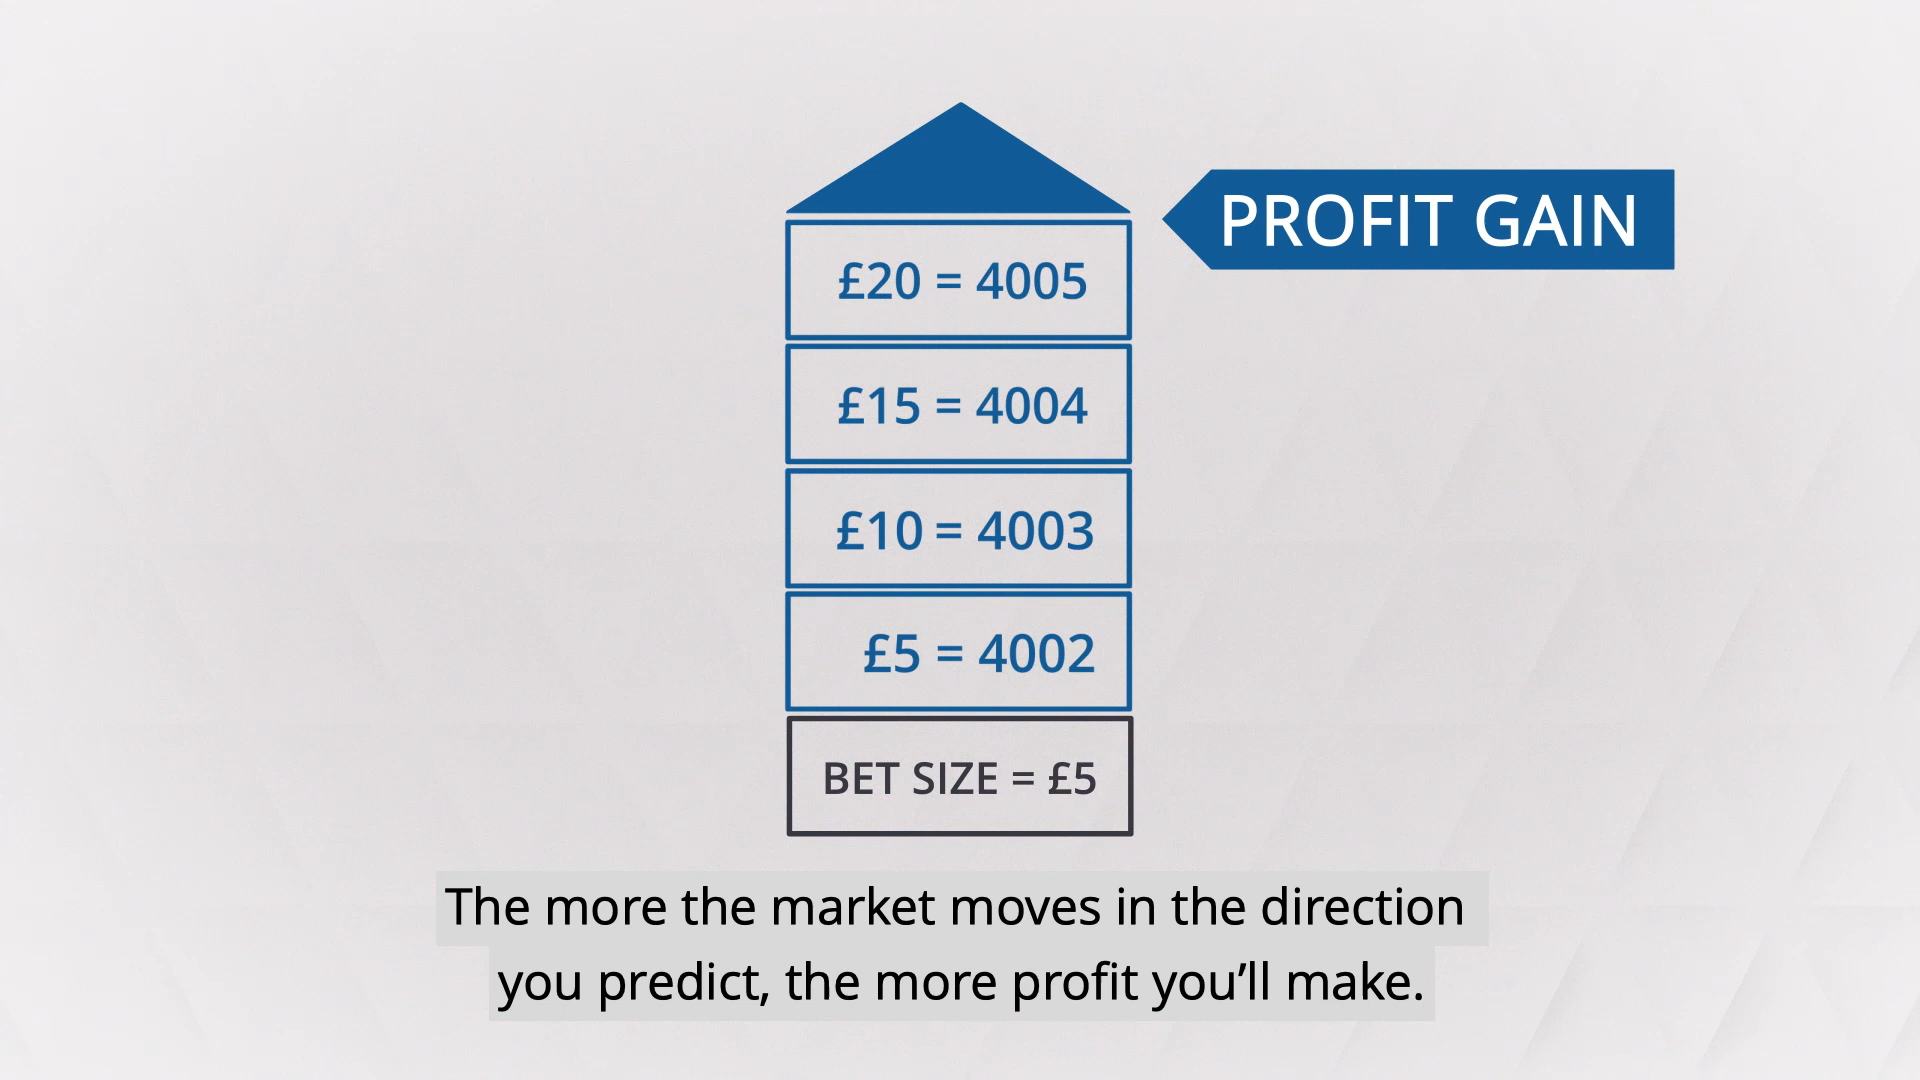 PROFIT GAIN
£20 = 4005
£15 = 4004
£10 = 4003
£5 = 4002
BET SIZE = £5
The more the market moves in the direction
you predict, the more profit you’ll make.